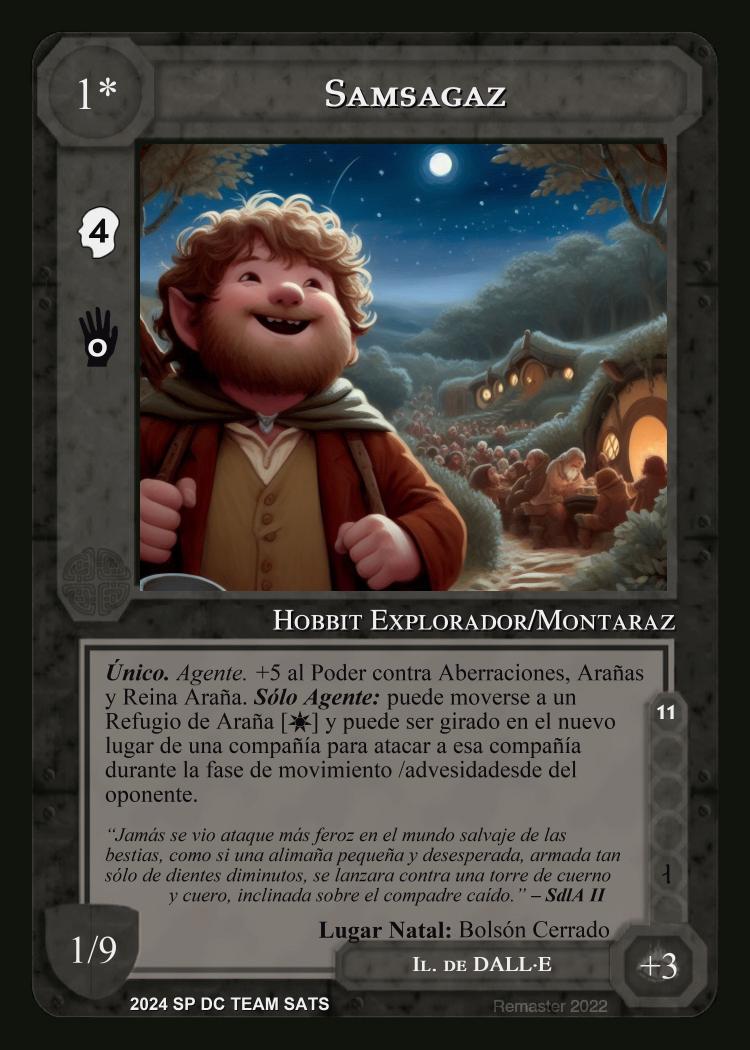 1*
Samsagaz
4
0
Hobbit Explorador/Montaraz
Único. Agente. +5 al Poder contra Aberraciones, Arañas
y Reina Araña. Sólo Agente: puede moverse a un
Refugio de Araña [☀] y puede ser girado en el nuevo
lugar de una compañía para atacar a esa compañía
durante la fase de movimiento /advesidadesde del
oponente.
11
“Jamás se vio ataque más feroz en el mundo salvaje de las
bestias, como si una alimaña pequeña y desesperada, armada tan
sólo de dientes diminutos, se lanzara contra una torre de cuerno
y cuero, inclinada sobre el compadre caído.” – SdlA II
Lugar Natal: Bolsón Cerrado
1/9
Il. de DALL·E
+3
2024 SP DC TEAM SATS
Remaster 2022